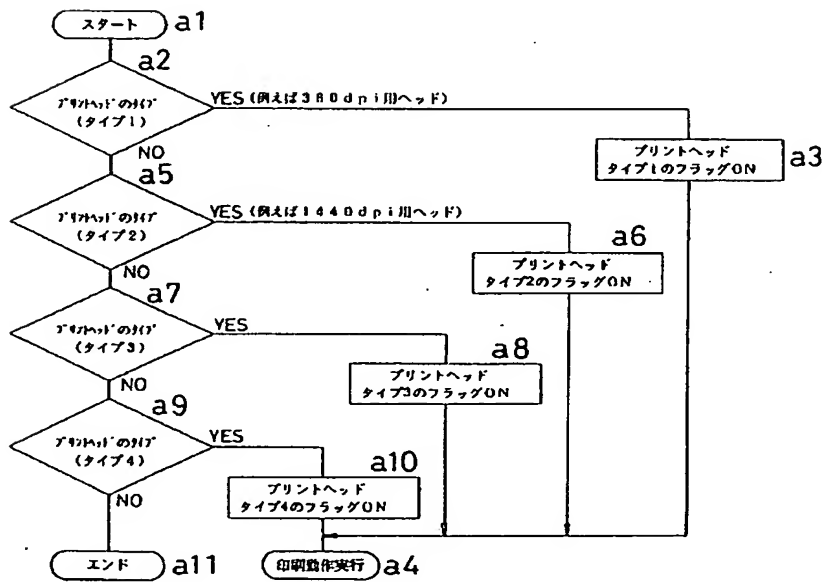 スタート a1
a2
プリントヘッドのタイプ
(タイプ1)
YES (例えば360dpi用ヘッド)
NO
プリントヘッド
タイプ1のフラッグON
a3
a5
プリントヘッドのタイプ
(タイプ2)
YES (例えば1440dpi用ヘッド)
NO
a6
プリントヘッド
タイプ2のフラッグON
a7
プリントヘッドのタイプ
(タイプ3)
YES
NO
a8
プリントヘッド
タイプ3のフラッグON
a9
プリントヘッドのタイプ
(タイプ4)
YES
NO
a10
プリントヘッド
タイプ4のフラッグON
エンド a11
印刷動作実行 a4